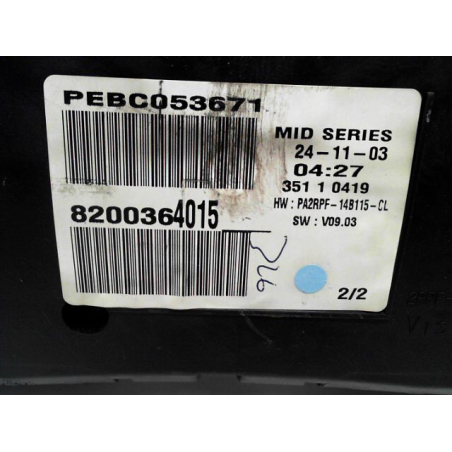 PEBC053671
MID SERIES
24-11-03
04:27
351 1 0419
HW : PA2RPF-14B115-CL
SW : V09.03
8200364015
2/2